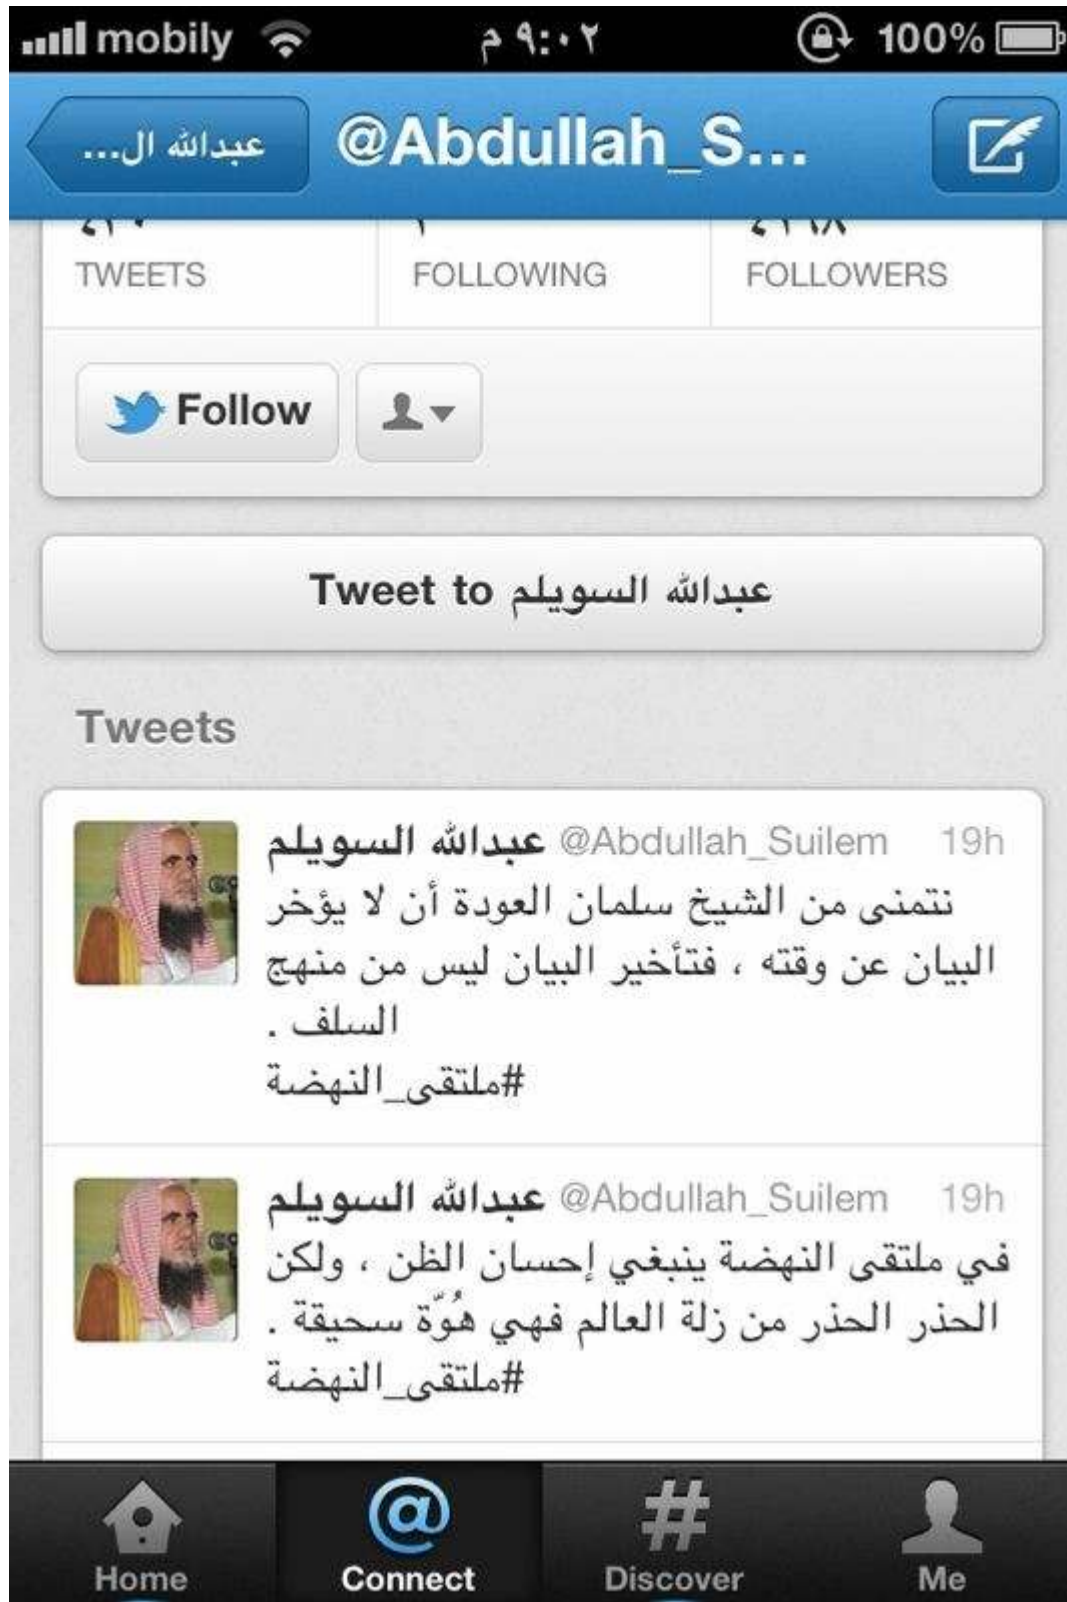 mobily ٩:٠٢ م 100%
عبدالله ال... @Abdullah_S...
TWEETS FOLLOWING FOLLOWERS
Follow
Tweet to عبدالله السويلم
Tweets
عبدالله السويلم @Abdullah_Suilem 19h
نتمنى من الشيخ سلمان العودة أن لا يؤخر
البيان عن وقته ، فتأخير البيان ليس من منهج
السلف .
#ملتقى_النهضة
عبدالله السويلم @Abdullah_Suilem 19h
في ملتقى النهضة ينبغي إحسان الظن ، ولكن
الحذر الحذر من زلة العالم فهي هُوّة سحيقة .
#ملتقى_النهضة
Home Connect Discover Me